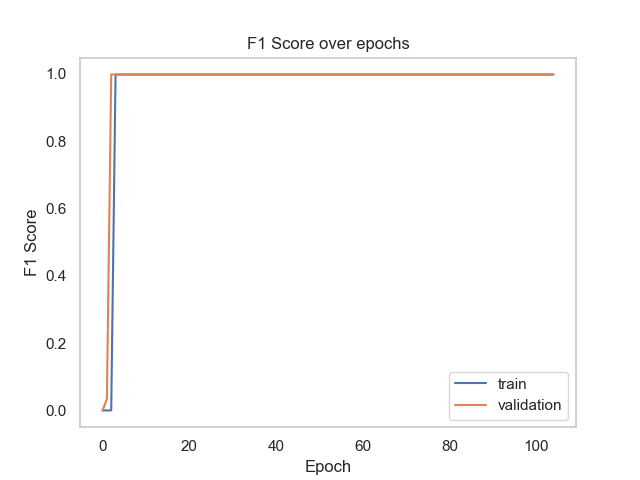 F1 Score over epochs
1.0
0.8
0.6
0.4
0.2
0.0
F1 Score
train
validation
0 20 40 60 80 100
Epoch